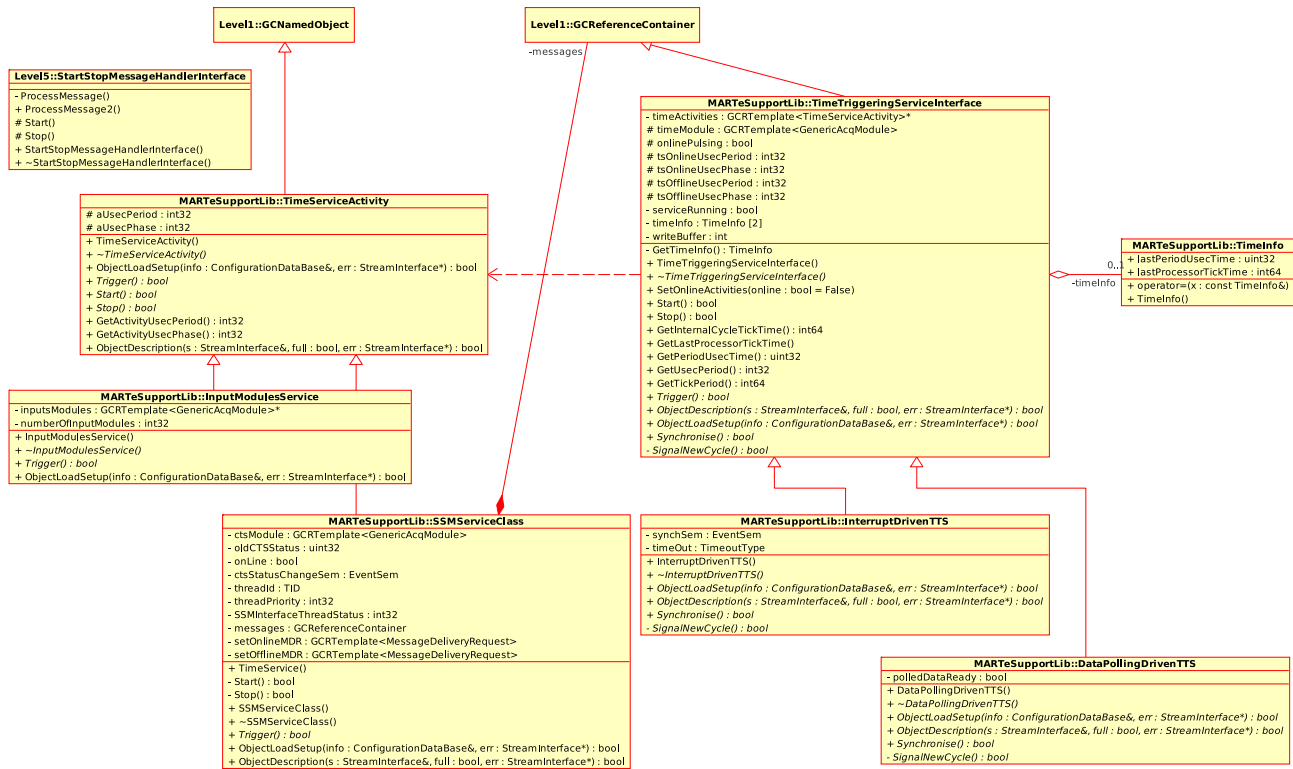 Level1::GCNamedObject
Level1::GCReferenceContainer
-messages
Level5::StartStopMessageHandlerInterface
- ProcessMessage()
+ ProcessMessage2()
# Start()
# Stop()
+ StartStopMessageHandlerInterface()
+ ~StartStopMessageHandlerInterface()
MARTeSupportLib::TimeTriggeringServiceInterface
- timeActivities : GCRTemplate<TimeServiceActivity>*
# timeModule : GCRTemplate<GenericAcqModule>
# onlinePulsing : bool
# tsOnlineUsecPeriod : int32
# tsOnlineUsecPhase : int32
# tsOfflineUsecPeriod : int32
# tsOfflineUsecPhase : int32
- serviceRunning : bool
- timeInfo : TimeInfo [2]
- writeBuffer : int
- GetTimeInfo() : TimeInfo
+ TimeTriggeringServiceInterface()
+ ~TimeTriggeringServiceInterface()
+ SetOnlineActivities(online : bool = False)
+ Start() : bool
+ Stop() : bool
+ GetInternalCycleTickTime() : int64
+ GetLastProcessorTickTime()
+ GetPeriodUsecTime() : uint32
+ GetUsecPeriod() : int32
+ GetTickPeriod() : int64
+ Trigger() : bool
+ ObjectDescription(s : StreamInterface&, full : bool, err : StreamInterface*) : bool
+ ObjectLoadSetup(info : ConfigurationDataBase&, err : StreamInterface*) : bool
+ Synchronise() : bool
- SignalNewCycle() : bool
MARTeSupportLib::TimeServiceActivity
# aUsecPeriod : int32
# aUsecPhase : int32
+ TimeServiceActivity()
+ ~TimeServiceActivity()
+ ObjectLoadSetup(info : ConfigurationDataBase&, err : StreamInterface*) : bool
+ Trigger() : bool
+ Start() : bool
+ Stop() : bool
+ GetActivityUsecPeriod() : int32
+ GetActivityUsecPhase() : int32
+ ObjectDescription(s : StreamInterface&, full : bool, err : StreamInterface*) : bool
0..1
-timeInfo
MARTeSupportLib::TimeInfo
+ lastPeriodUsecTime : uint32
+ lastProcessorTickTime : int64
+ operator=(x : const TimeInfo&)
+ TimeInfo()
MARTeSupportLib::InputModulesService
- inputsModules : GCRTemplate<GenericAcqModule>*
- numberOfInputModules : int32
+ InputModulesService()
+ ~InputModulesService()
+ Trigger() : bool
+ ObjectLoadSetup(info : ConfigurationDataBase&, err : StreamInterface*) : bool
MARTeSupportLib::SSMServiceClass
- ctsModule : GCRTemplate<GenericAcqModule>
- oldCTSStatus : uint32
- onLine : bool
- ctsStatusChangeSem : EventSem
- threadId : TID
- threadPriority : int32
- SSMInterfaceThreadStatus : int32
- messages : GCReferenceContainer
- setOnlineMDR : GCRTemplate<MessageDeliveryRequest>
- setOfflineMDR : GCRTemplate<MessageDeliveryRequest>
+ TimeService()
- Start() : bool
- Stop() : bool
+ SSMServiceClass()
+ ~SSMServiceClass()
+ Trigger() : bool
+ ObjectLoadSetup(info : ConfigurationDataBase&, err : StreamInterface*) : bool
+ ObjectDescription(s : StreamInterface&, full : bool, err : StreamInterface*) : bool
MARTeSupportLib::InterruptDrivenTTS
- synchSem : EventSem
- timeOut : TimeoutType
+ InterruptDrivenTTS()
+ ~InterruptDrivenTTS()
+ ObjectLoadSetup(info : ConfigurationDataBase&, err : StreamInterface*) : bool
+ ObjectDescription(s : StreamInterface&, full : bool, err : StreamInterface*) : bool
+ Synchronise() : bool
- SignalNewCycle() : bool
MARTeSupportLib::DataPollingDrivenTTS
- polledDataReady : bool
+ DataPollingDrivenTTS()
+ ~DataPollingDrivenTTS()
+ ObjectLoadSetup(info : ConfigurationDataBase&, err : StreamInterface*) : bool
+ ObjectDescription(s : StreamInterface&, full : bool, err : StreamInterface*) : bool
+ Synchronise() : bool
- SignalNewCycle() : bool